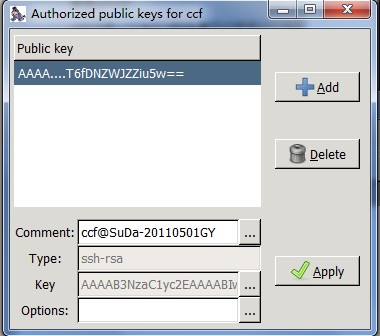 Authorized public keys for ccf
Public key
AAAA....T6fDNZWJZZiu5w==
Add
Delete
Comment: ccf@SuDa-20110501GY ...
Type: ssh-rsa
Key AAAAB3NzaC1yc2EAAAABIw ...
Options: ...
Apply